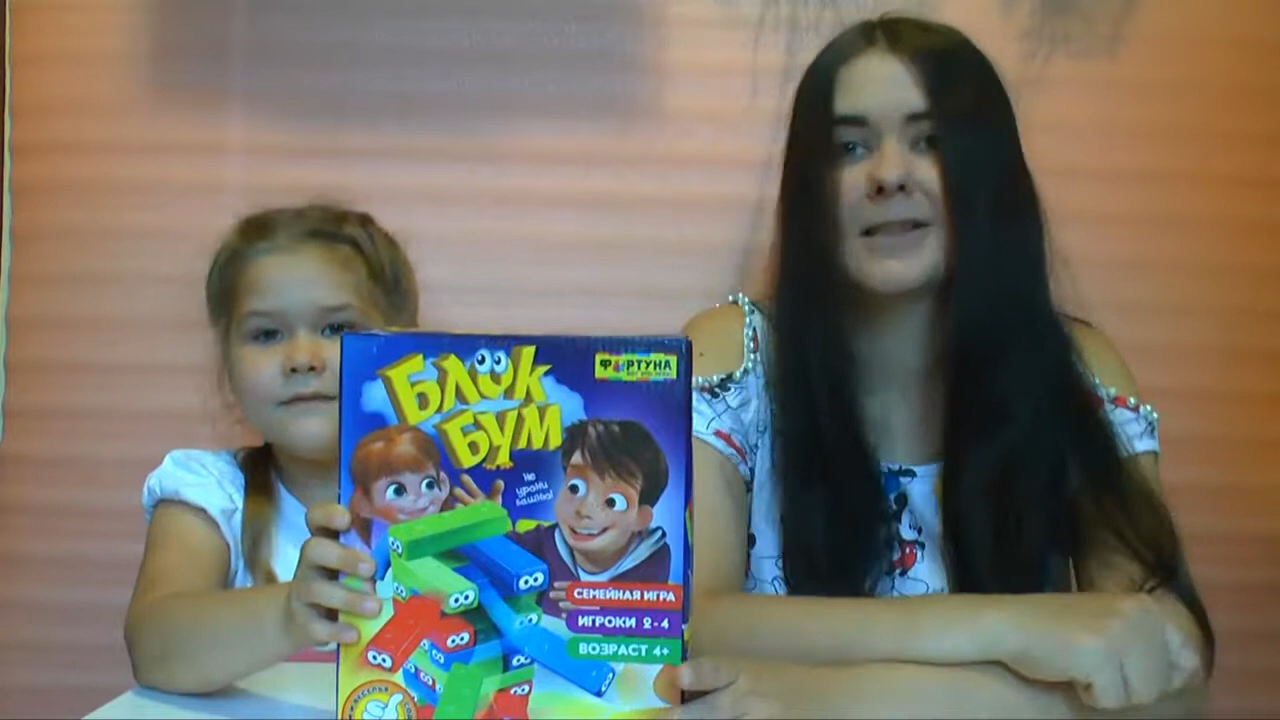 БЛОК
БУМ
ФОРТУНА
Не
урони
башню!
СЕМЕЙНАЯ ИГРА
ИГРОКИ 2-4
ВОЗРАСТ 4+